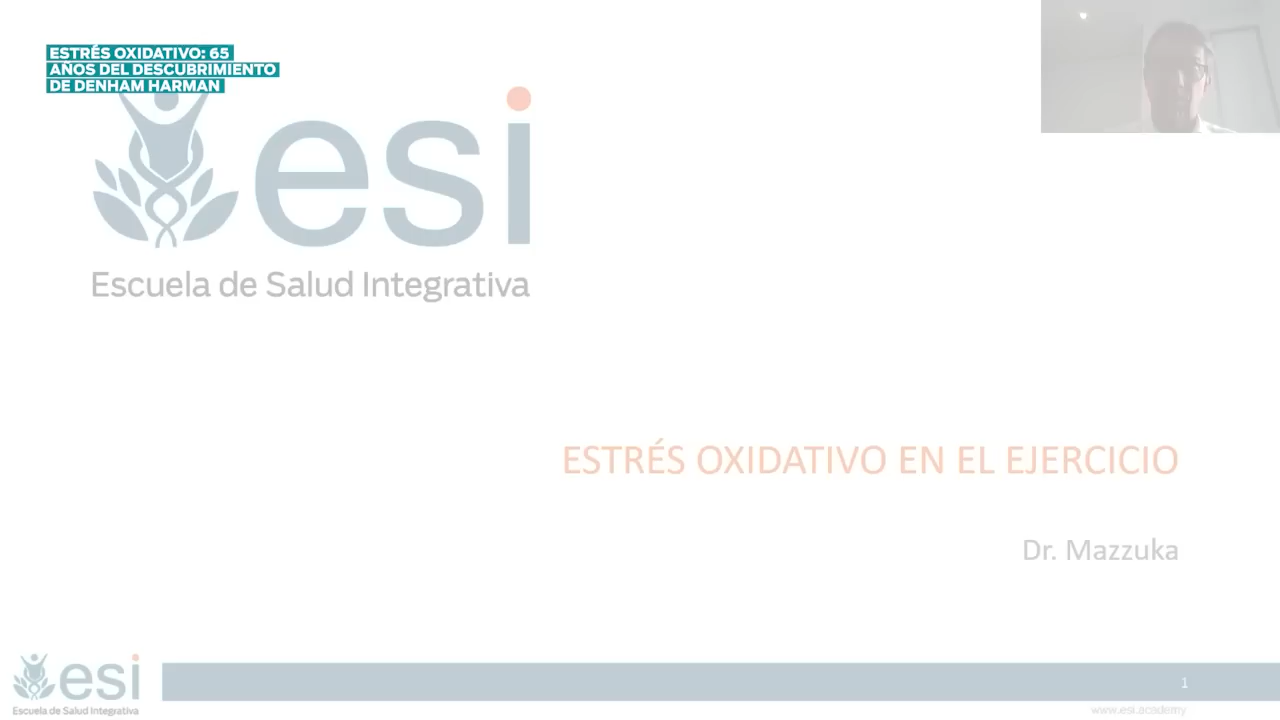 ESTRÉS OXIDATIVO: 65
AÑOS DEL DESCUBRIMIENTO
DE DENHAM HARMAN
esi
Escuela de Salud Integrativa
ESTRÉS OXIDATIVO EN EL EJERCICIO
Dr. Mazzuka
esi
Escuela de Salud Integrativa
1
www.esi.academy